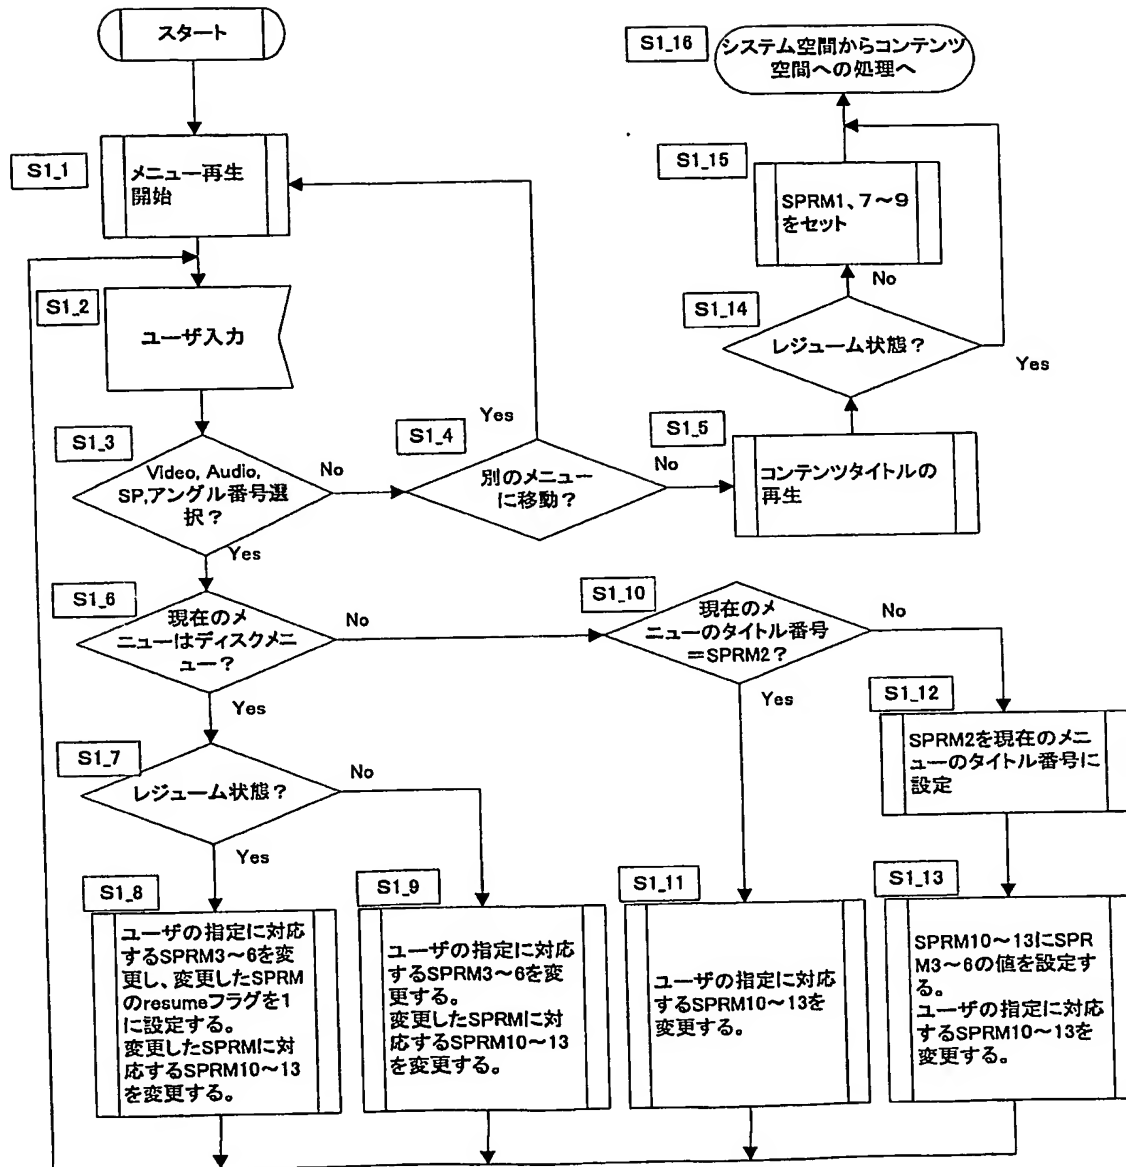 スタート
S1_16
システム空間からコンテンツ
空間への処理へ
S1_1
メニュー再生
開始
S1_15
SPRM1、7～9
をセット
No
S1_2
ユーザ入力
S1_14
レジューム状態？
Yes
S1_3
Video, Audio,
SP,アングル番号選
択？
No
Yes
S1_4
別のメニュー
に移動？
Yes
No
S1_5
コンテンツタイトルの
再生
S1_6
現在のメ
ニューはディスクメニ
ュー？
No
Yes
S1_10
現在のメ
ニューのタイトル番号
＝SPRM2？
No
Yes
S1_12
SPRM2を現在のメニ
ューのタイトル番号に
設定
S1_7
レジューム状態？
No
Yes
S1_8
ユーザの指定に対応
するSPRM3～6を変
更し、変更したSPRM
のresumeフラグを1
に設定する。
変更したSPRMに対
応するSPRM10～13
を変更する。
S1_9
ユーザの指定に対応
するSPRM3～6を変
更する。
変更したSPRMに対
応するSPRM10～13
を変更する。
S1_11
ユーザの指定に対応
するSPRM10～13を
変更する。
S1_13
SPRM10～13にSPR
M3～6の値を設定す
る。
ユーザの指定に対応
するSPRM10～13を
変更する。